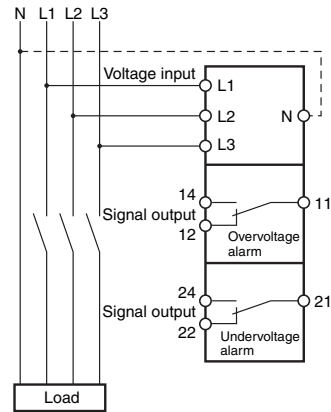 N L1 L2 L3
Voltage input
L1
L2
N
L3
14
11
Signal output
12
Overvoltage
alarm
24
21
Signal output
22
Undervoltage
alarm
Load